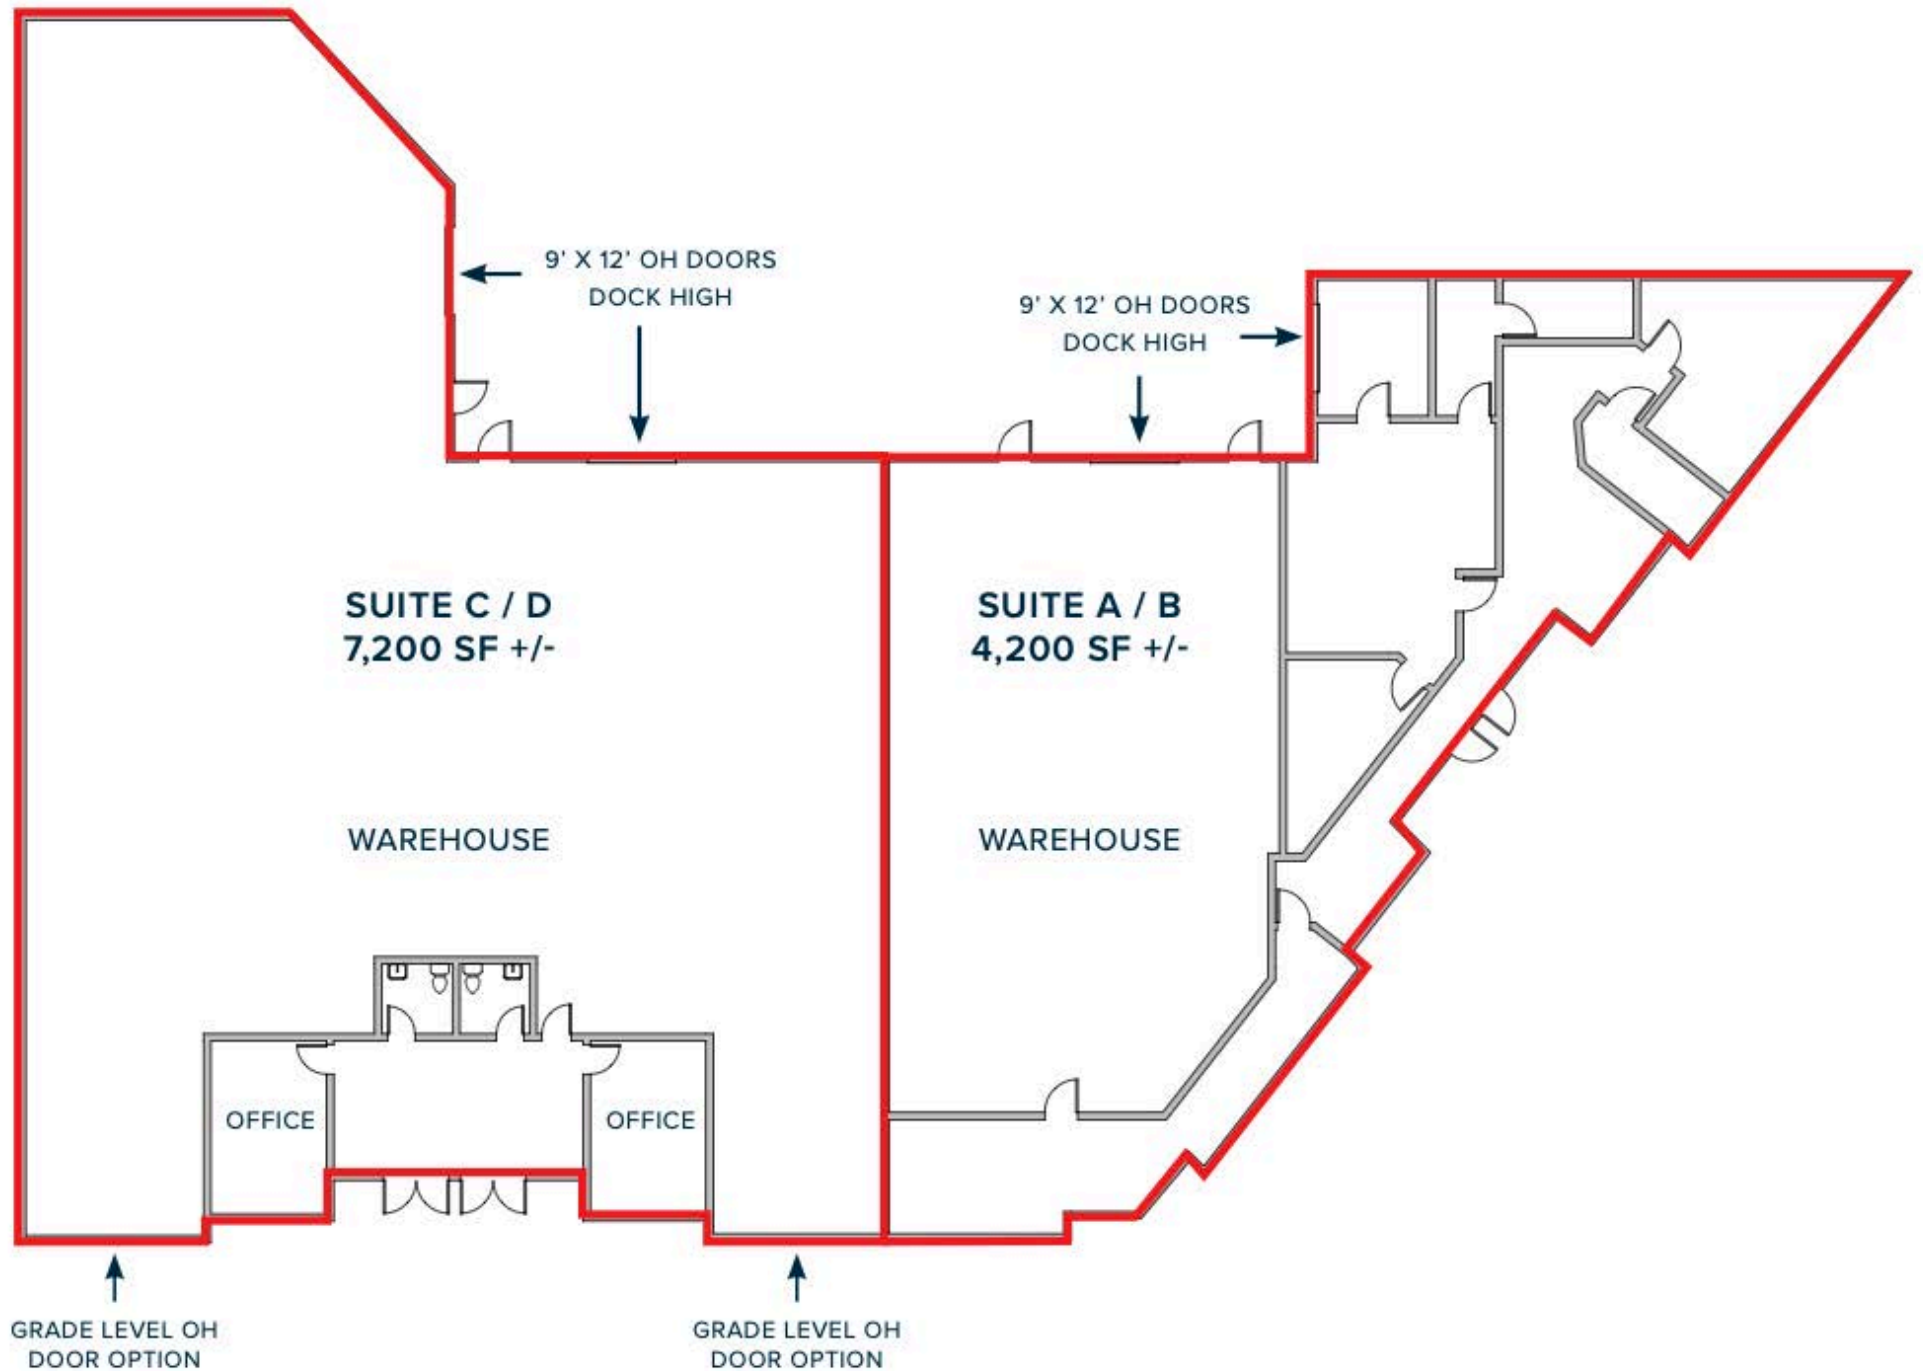 9' X 12' OH DOORS
DOCK HIGH
9' X 12' OH DOORS
DOCK HIGH
SUITE C / D
7,200 SF +/-
SUITE A / B
4,200 SF +/-
WAREHOUSE
WAREHOUSE
OFFICE
OFFICE
GRADE LEVEL OH
DOOR OPTION
GRADE LEVEL OH
DOOR OPTION